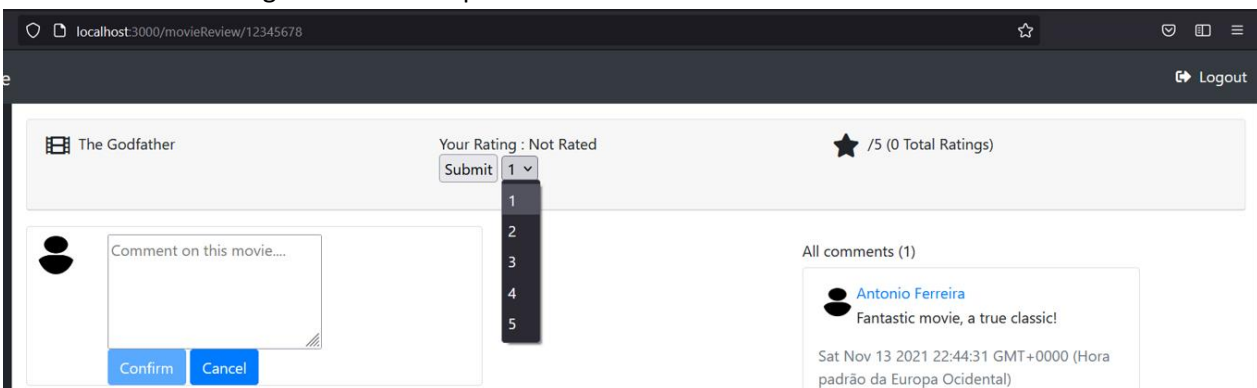 localhost:3000/movieReview/12345678
e
Logout
The Godfather
Your Rating : Not Rated
/5 (0 Total Ratings)
Submit
1
1
2
3
4
5
Comment on this movie....
Confirm
Cancel
All comments (1)
Antonio Ferreira
Fantastic movie, a true classic!
Sat Nov 13 2021 22:44:31 GMT+0000 (Hora
padrão da Europa Ocidental)